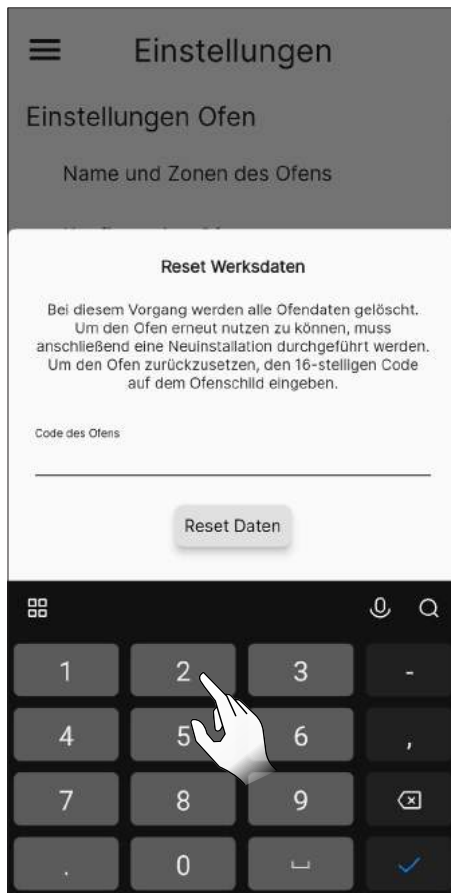 Einstellungen
Einstellungen Ofen
Name und Zonen des Ofens
Reset Werksdaten
Bei diesem Vorgang werden alle Ofendaten gelöscht.
Um den Ofen erneut nutzen zu können, muss
anschließend eine Neuinstallation durchgeführt werden.
Um den Ofen zurückzusetzen, den 16-stelligen Code
auf dem Ofenschild eingeben.
Code des Ofens
Reset Daten
1 2 3 -
4 5 6 ,
7 8 9
. 0